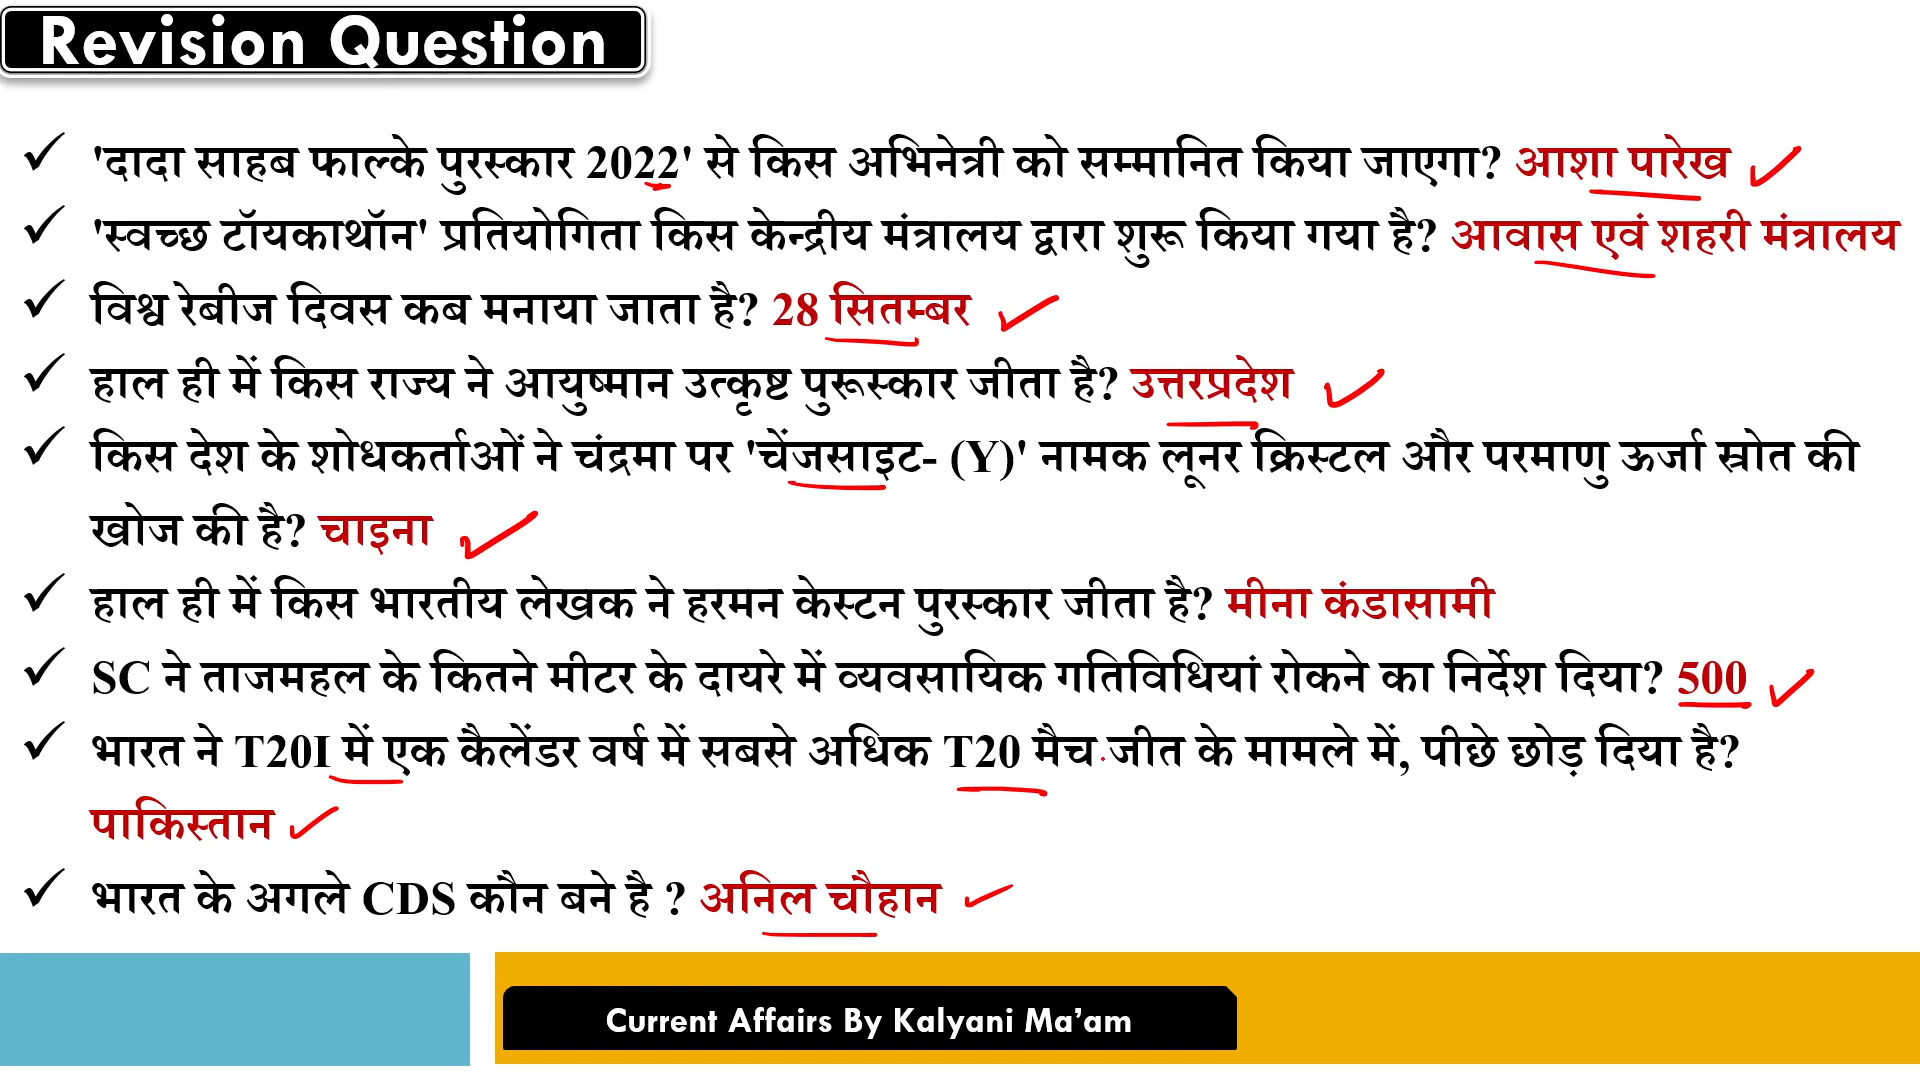 Revision Question
✓ 'दादा साहब फाल्के पुरस्कार 2022' से किस अभिनेत्री को सम्मानित किया जाएगा? आशा पारेख
✓ 'स्वच्छ टॉयकाथॉन' प्रतियोगिता किस केन्द्रीय मंत्रालय द्वारा शुरू किया गया है? आवास एवं शहरी मंत्रालय
✓ विश्व रेबीज दिवस कब मनाया जाता है? 28 सितम्बर
✓ हाल ही में किस राज्य ने आयुष्मान उत्कृष्ट पुरूस्कार जीता है? उत्तरप्रदेश
✓ किस देश के शोधकर्ताओं ने चंद्रमा पर 'चेंजसाइट- (Y)' नामक लूनर क्रिस्टल और परमाणु ऊर्जा स्रोत की
खोज की है? चाइना
✓ हाल ही में किस भारतीय लेखक ने हरमन केस्टन पुरस्कार जीता है? मीना कंडासामी
✓ SC ने ताजमहल के कितने मीटर के दायरे में व्यवसायिक गतिविधियां रोकने का निर्देश दिया? 500
✓ भारत ने T20I में एक कैलेंडर वर्ष में सबसे अधिक T20 मैच जीत के मामले में, पीछे छोड़ दिया है?
पाकिस्तान
✓ भारत के अगले CDS कौन बने है ? अनिल चौहान
Current Affairs By Kalyani Ma’am